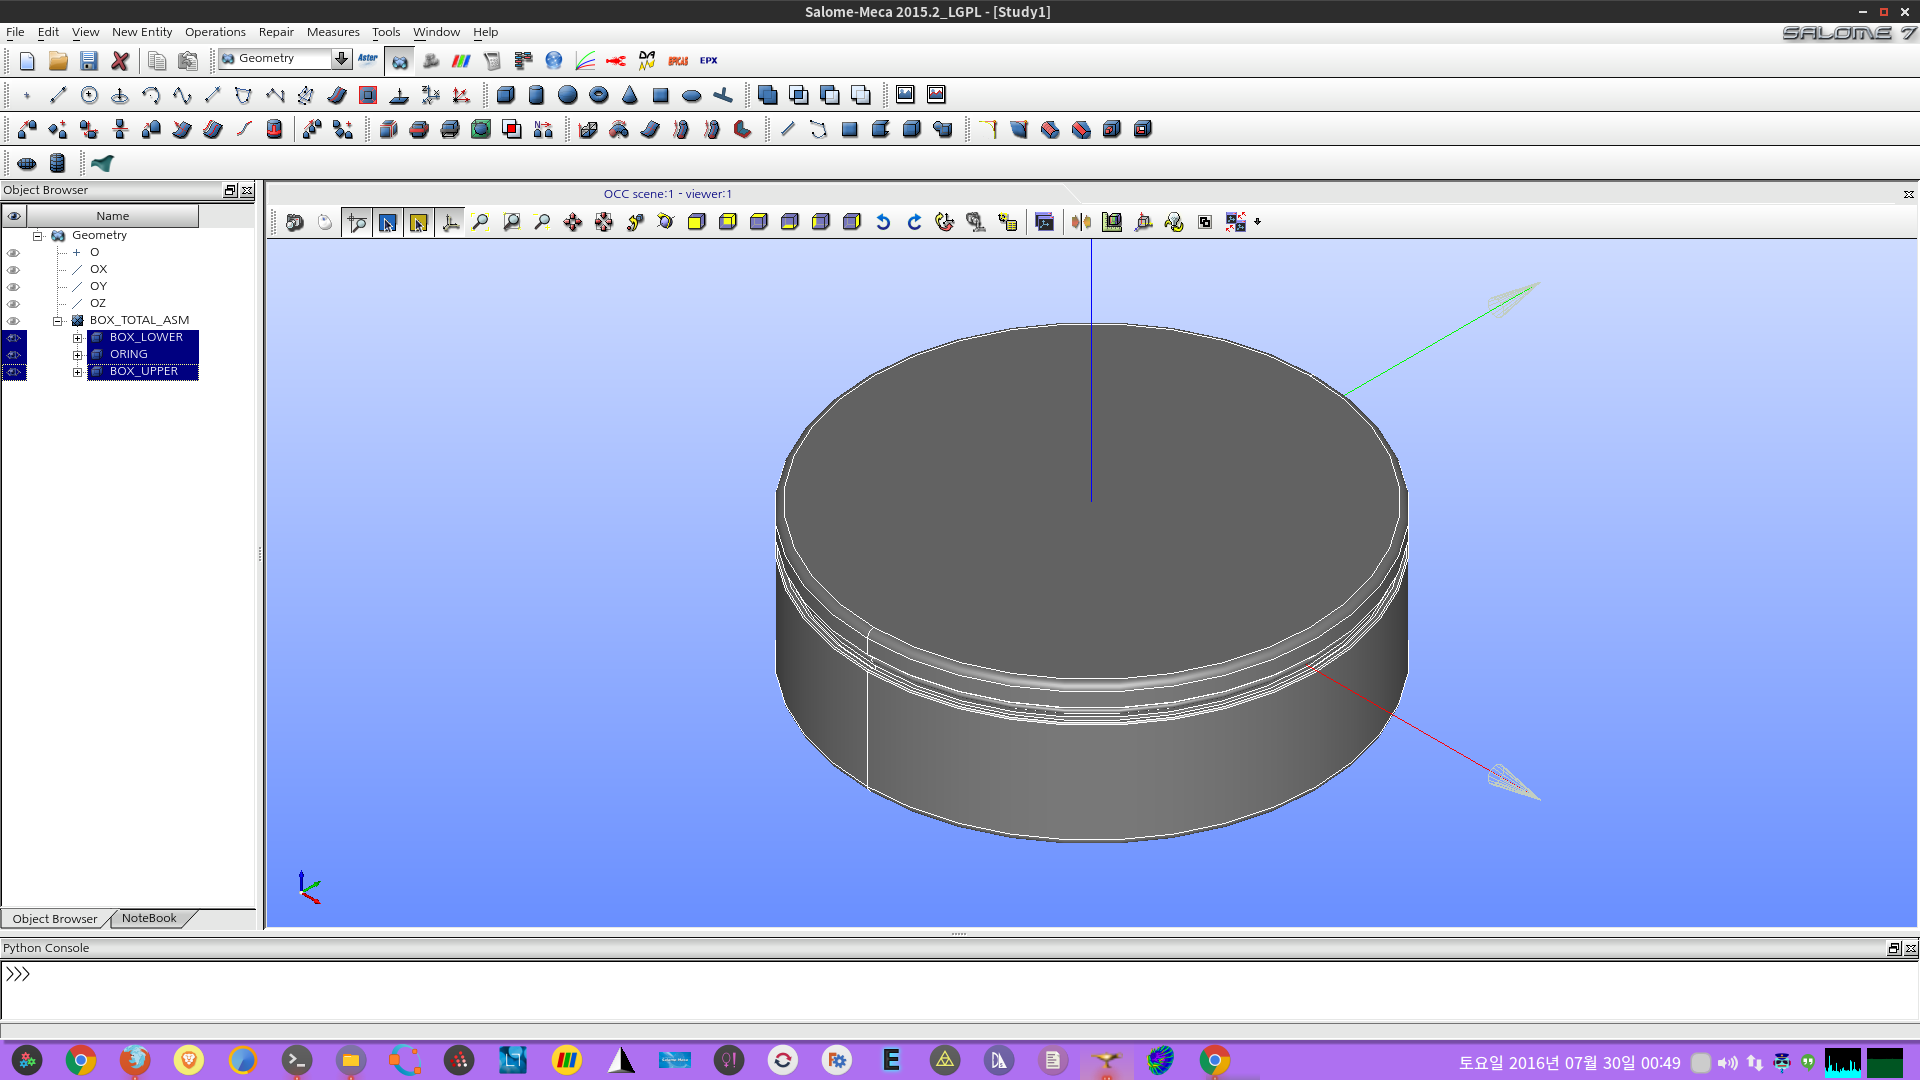 Salome-Meca 2015.2_LGPL - [Study1]
File Edit View New Entity Operations Repair Measures Tools Window Help
SALOME 7
Geometry
Aster
EFICAS
EPX
Object Browser
OCC scene:1 - viewer:1
Name
Geometry
O
OX
OY
OZ
BOX_TOTAL_ASM
BOX_LOWER
ORING
BOX_UPPER
Object Browser NoteBook
Python Console
>>>
토요일 2016년 07월 30일 00:49